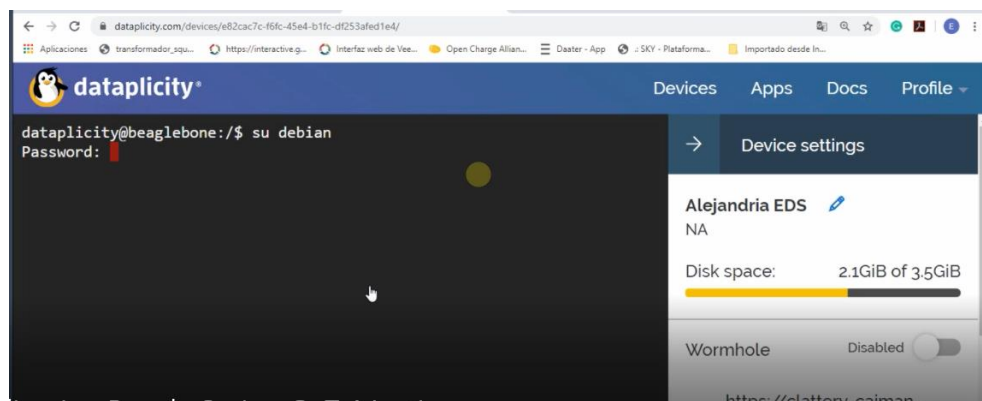 dataplicity.com/devices/e82cac7c-f6fc-45e4-b1fc-df253afed1e4/
Aplicaciones transformador_squ... https://interactive.g... Interfaz web de Vee... Open Charge Allian... Daater - App SKY - Plataforma... Importado desde In...
dataplicity Devices Apps Docs Profile
dataplicity@beaglebone:/$ su debian
Password:
Device settings
Alejandria EDS
NA
Disk space: 2.1GiB of 3.5GiB
Wormhole Disabled